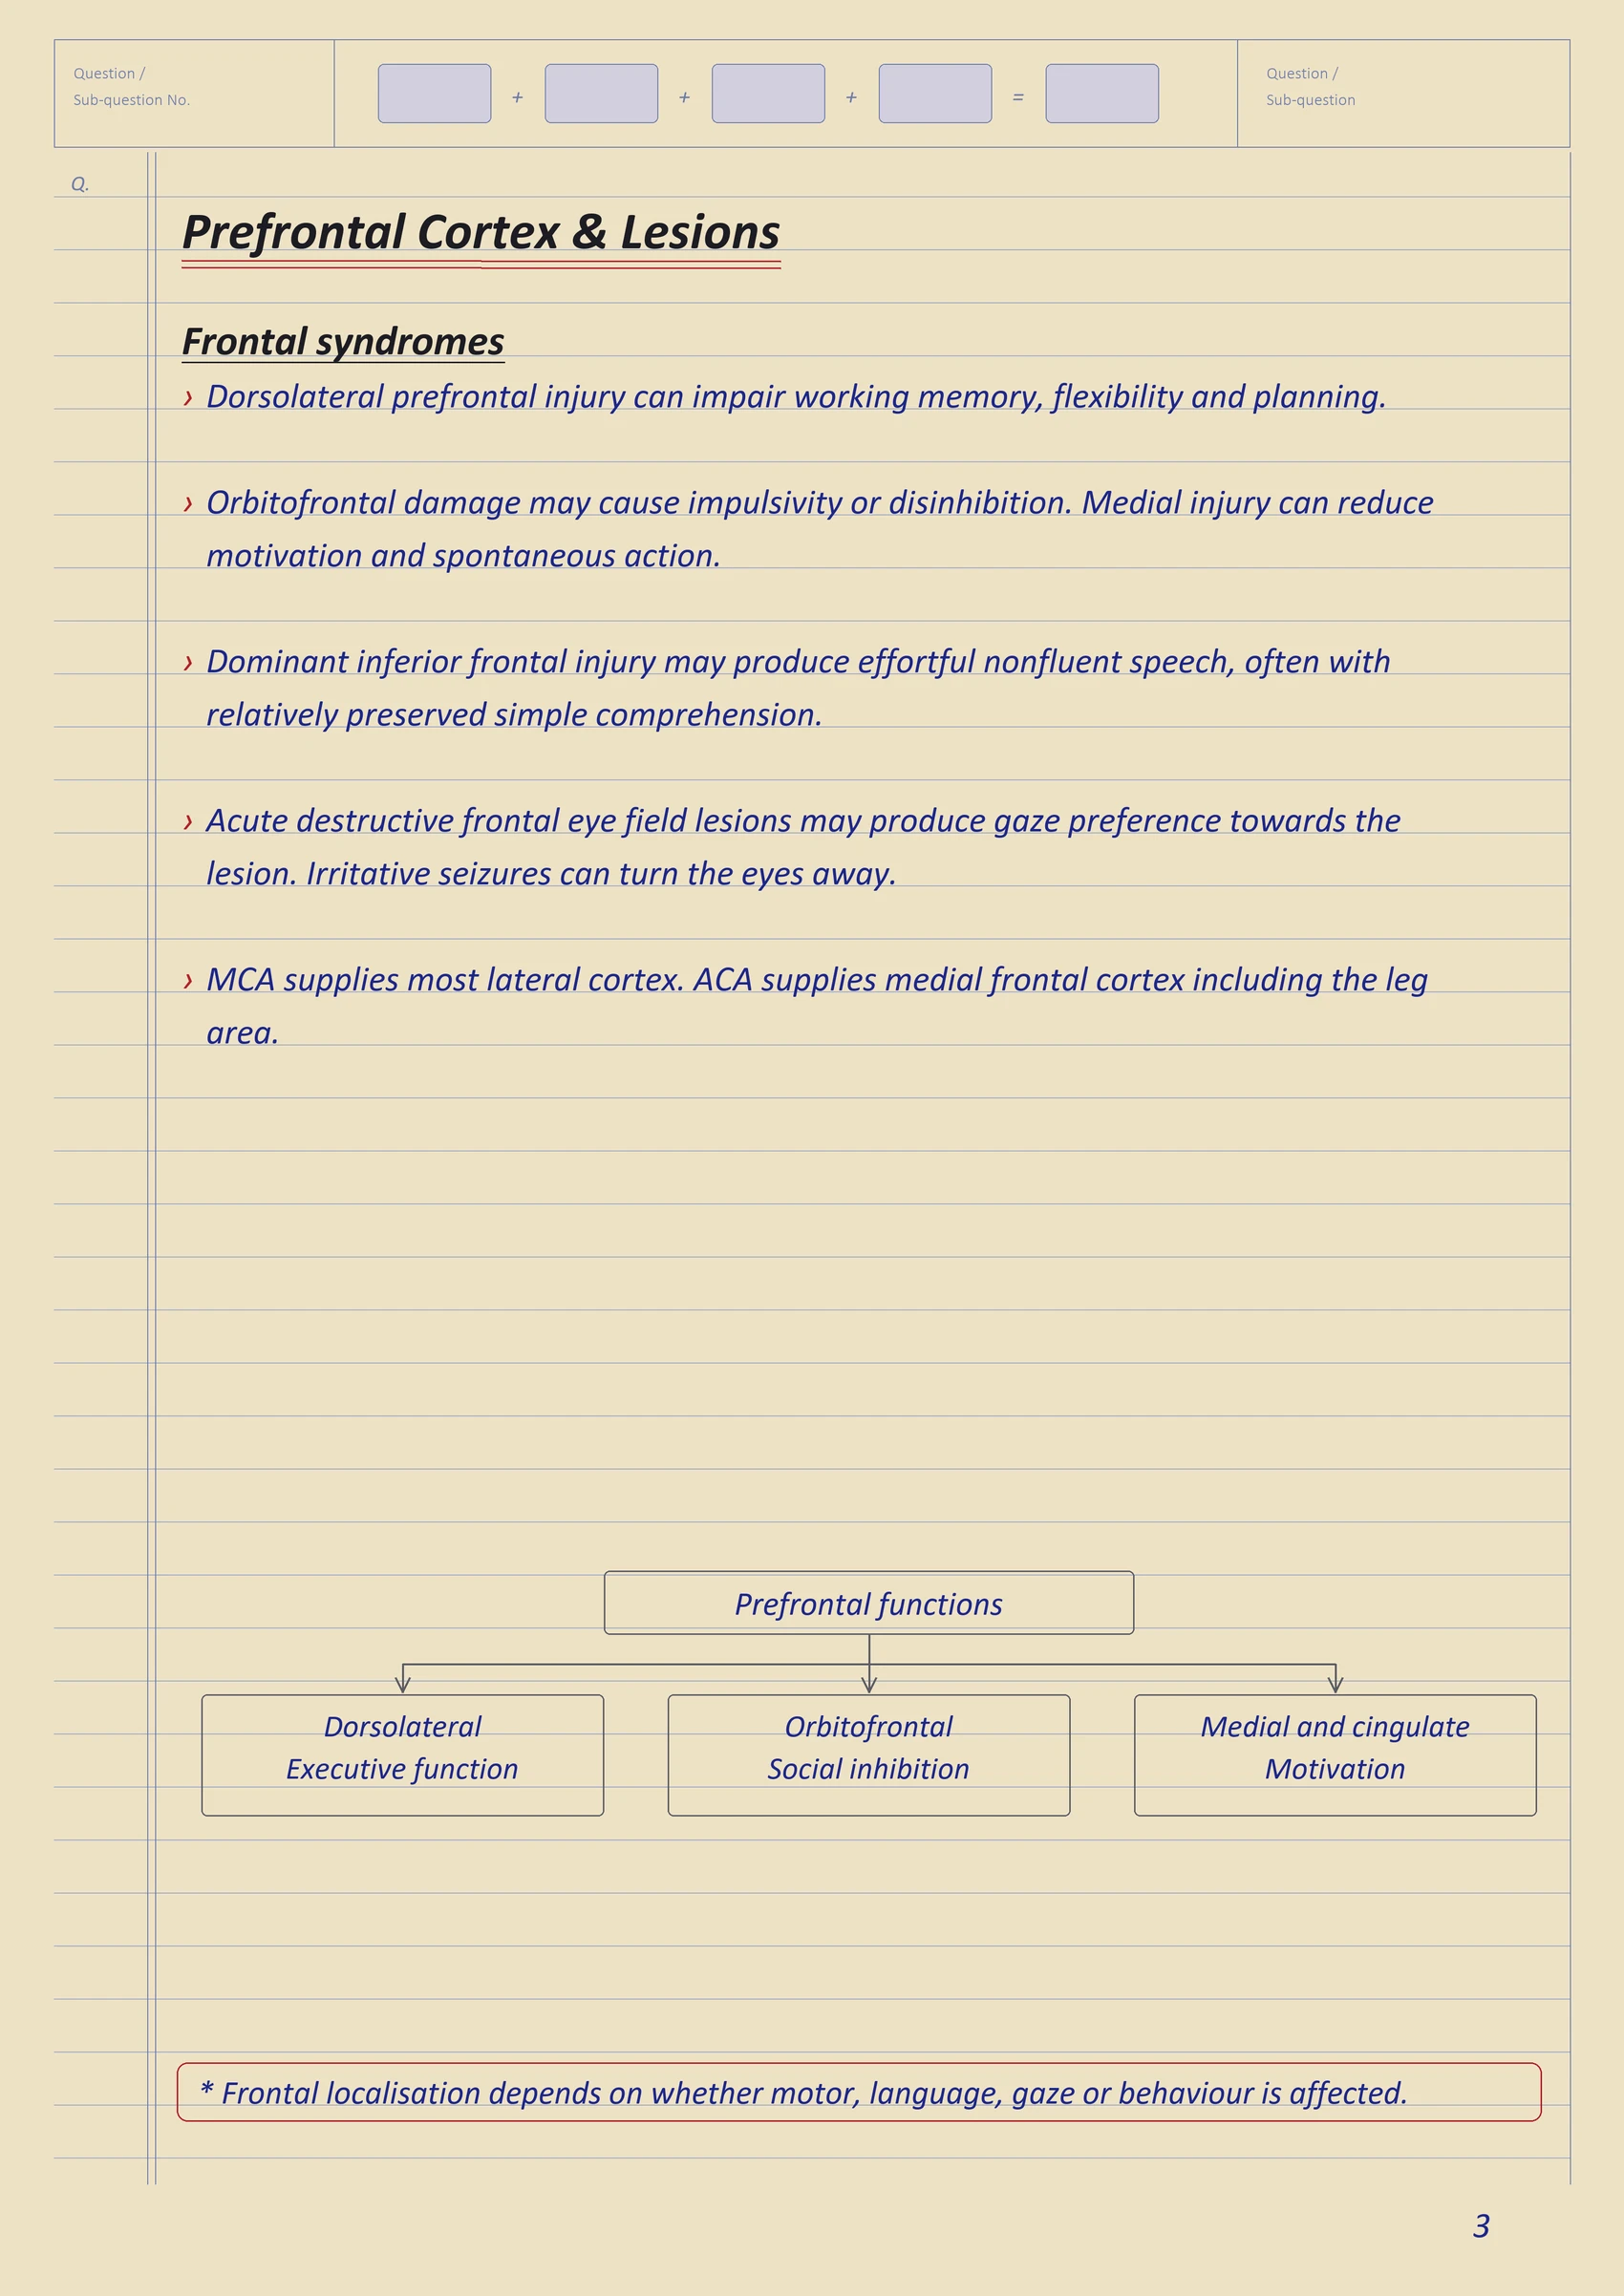 Question /
Sub-question No.
+ + + =
Question /
Sub-question
Q.
Prefrontal Cortex & Lesions
Frontal syndromes
› Dorsolateral prefrontal injury can impair working memory, flexibility and planning.
› Orbitofrontal damage may cause impulsivity or disinhibition. Medial injury can reduce
motivation and spontaneous action.
› Dominant inferior frontal injury may produce effortful nonfluent speech, often with
relatively preserved simple comprehension.
› Acute destructive frontal eye field lesions may produce gaze preference towards the
lesion. Irritative seizures can turn the eyes away.
› MCA supplies most lateral cortex. ACA supplies medial frontal cortex including the leg
area.
Prefrontal functions
Dorsolateral
Executive function
Orbitofrontal
Social inhibition
Medial and cingulate
Motivation
* Frontal localisation depends on whether motor, language, gaze or behaviour is affected.
3